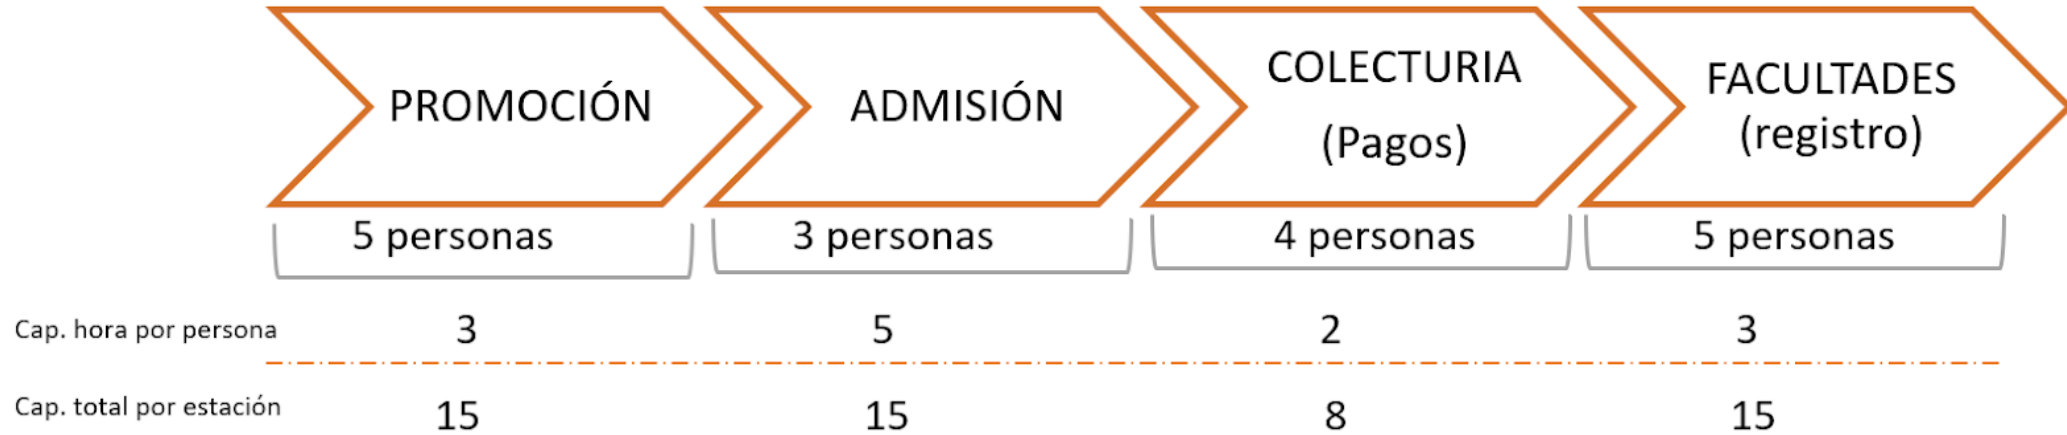 PROMOCIÓN
ADMISIÓN
COLECTURIA
(Pagos)
FACULTADES
(registro)
5 personas
3 personas
4 personas
5 personas
Cap. hora por persona 3 5 2 3
Cap. total por estación 15 15 8 15